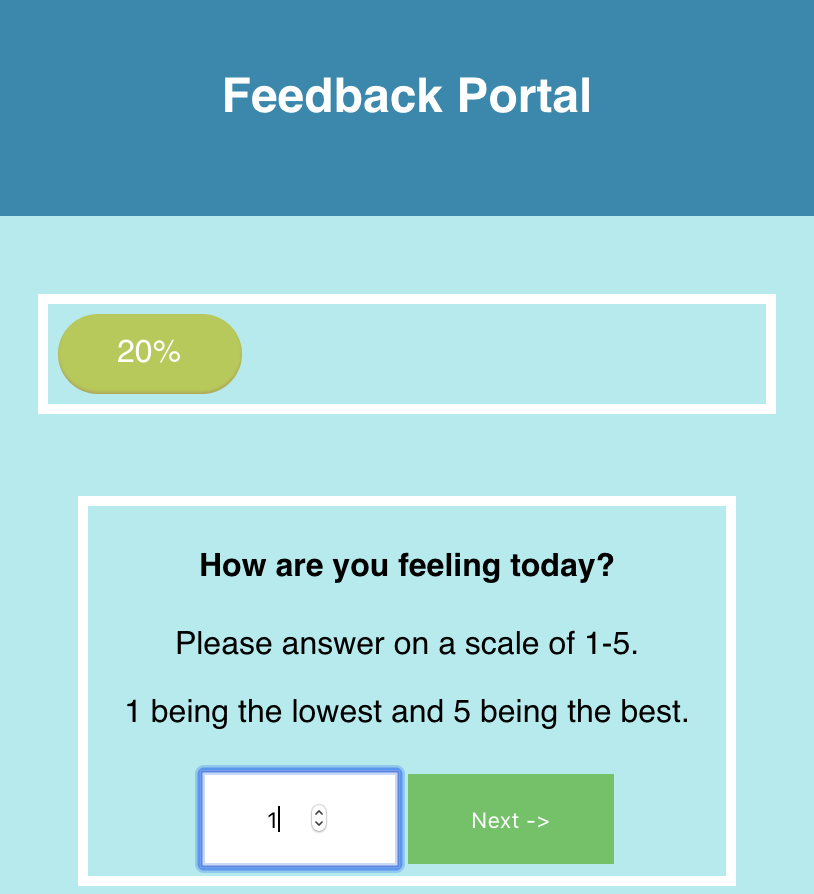 Feedback Portal
20%
How are you feeling today?
Please answer on a scale of 1-5.
1 being the lowest and 5 being the best.
1 Next ->